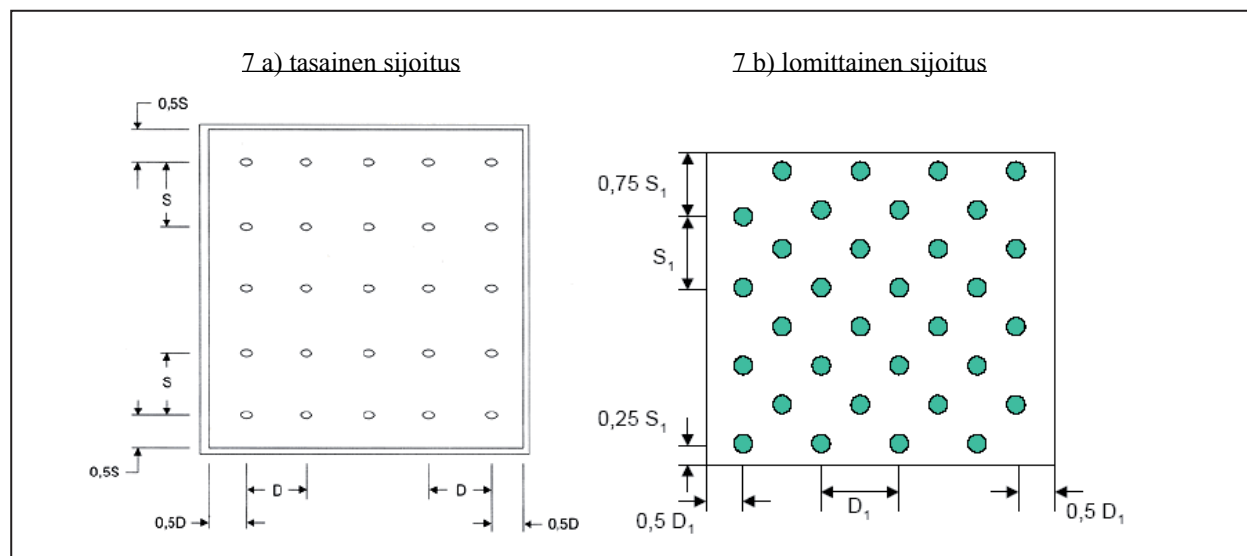 7 a) tasainen sijoitus
7 b) lomittainen sijoitus
0,5S
S
S
0,5S
D
D
0,5D
0,5D
0,75 S₁
S₁
0,25 S₁
0,5 D₁
D₁
0,5 D₁